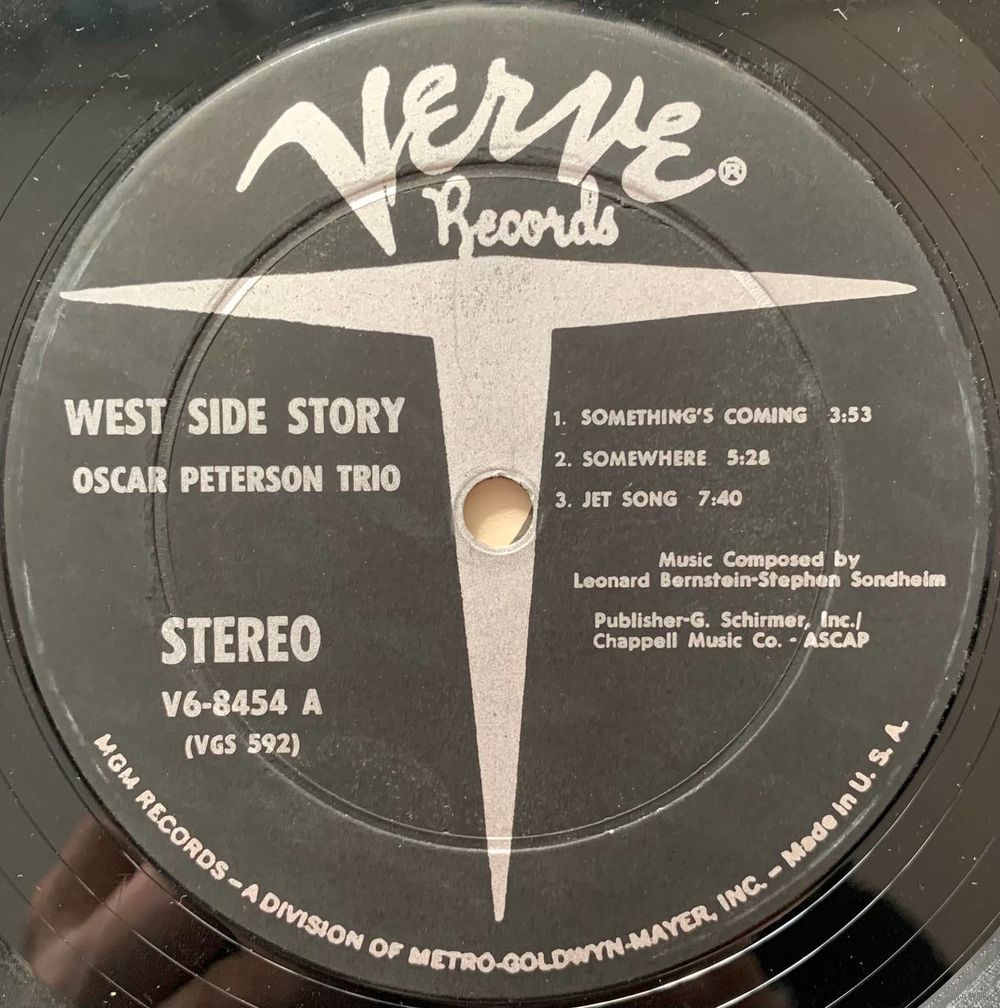 Verve®
Records
WEST SIDE STORY
OSCAR PETERSON TRIO
1. SOMETHING'S COMING 3:53
2. SOMEWHERE 5:28
3. JET SONG 7:40
Music Composed by
Leonard Bernstein-Stephen Sondheim
Publisher-G. Schirmer, Inc./
Chappell Music Co. - ASCAP
STEREO
V6-8454 A
(VGS 592)
MGM RECORDS – A DIVISION OF METRO-GOLDWYN-MAYER, INC. – Made in U. S. A.